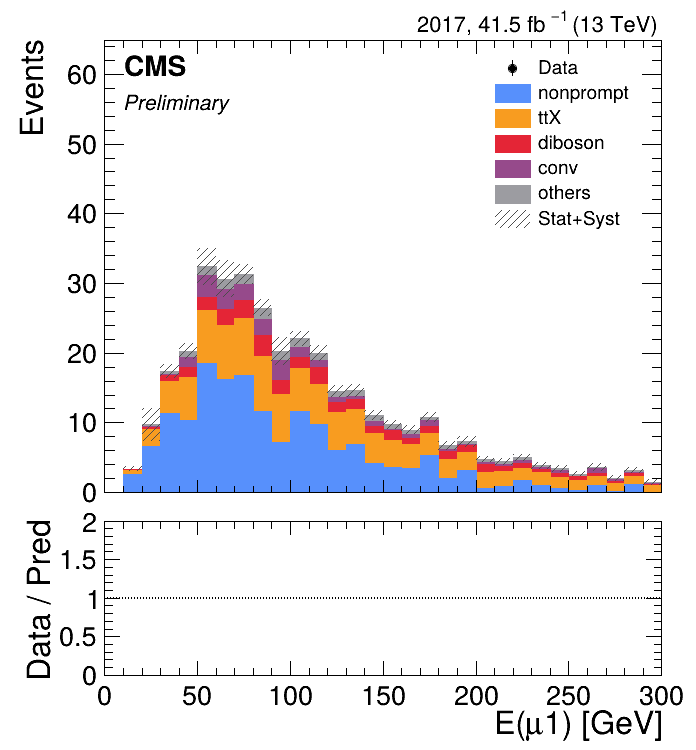 2017, 41.5 fb⁻¹ (13 TeV)
CMS
Preliminary
Data
nonprompt
ttX
diboson
conv
others
Stat+Syst
Events
60
50
40
30
20
10
0
Data / Pred
2
1.5
1
0.5
0
0 50 100 150 200 250 300
E(μ1) [GeV]